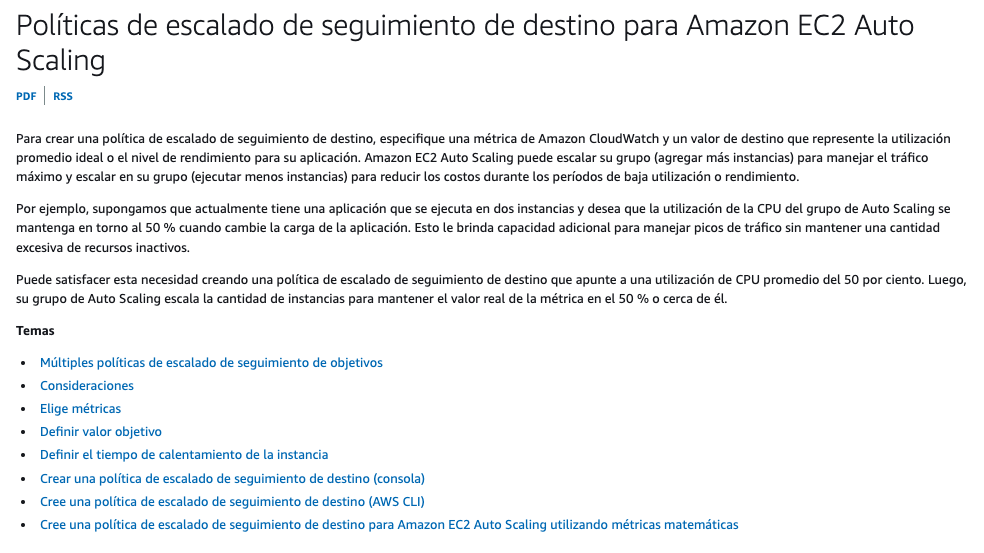 Políticas de escalado de seguimiento de destino para Amazon EC2 Auto
Scaling
PDF | RSS
Para crear una política de escalado de seguimiento de destino, especifique una métrica de Amazon CloudWatch y un valor de destino que represente la utilización
promedio ideal o el nivel de rendimiento para su aplicación. Amazon EC2 Auto Scaling puede escalar su grupo (agregar más instancias) para manejar el tráfico
máximo y escalar en su grupo (ejecutar menos instancias) para reducir los costos durante los períodos de baja utilización o rendimiento.
Por ejemplo, supongamos que actualmente tiene una aplicación que se ejecuta en dos instancias y desea que la utilización de la CPU del grupo de Auto Scaling se
mantenga en torno al 50 % cuando cambie la carga de la aplicación. Esto le brinda capacidad adicional para manejar picos de tráfico sin mantener una cantidad
excesiva de recursos inactivos.
Puede satisfacer esta necesidad creando una política de escalado de seguimiento de destino que apunte a una utilización de CPU promedio del 50 por ciento. Luego,
su grupo de Auto Scaling escala la cantidad de instancias para mantener el valor real de la métrica en el 50 % o cerca de él.
Temas
• Múltiples políticas de escalado de seguimiento de objetivos
• Consideraciones
• Elige métricas
• Definir valor objetivo
• Definir el tiempo de calentamiento de la instancia
• Crear una política de escalado de seguimiento de destino (consola)
• Cree una política de escalado de seguimiento de destino (AWS CLI)
• Cree una política de escalado de seguimiento de destino para Amazon EC2 Auto Scaling utilizando métricas matemáticas